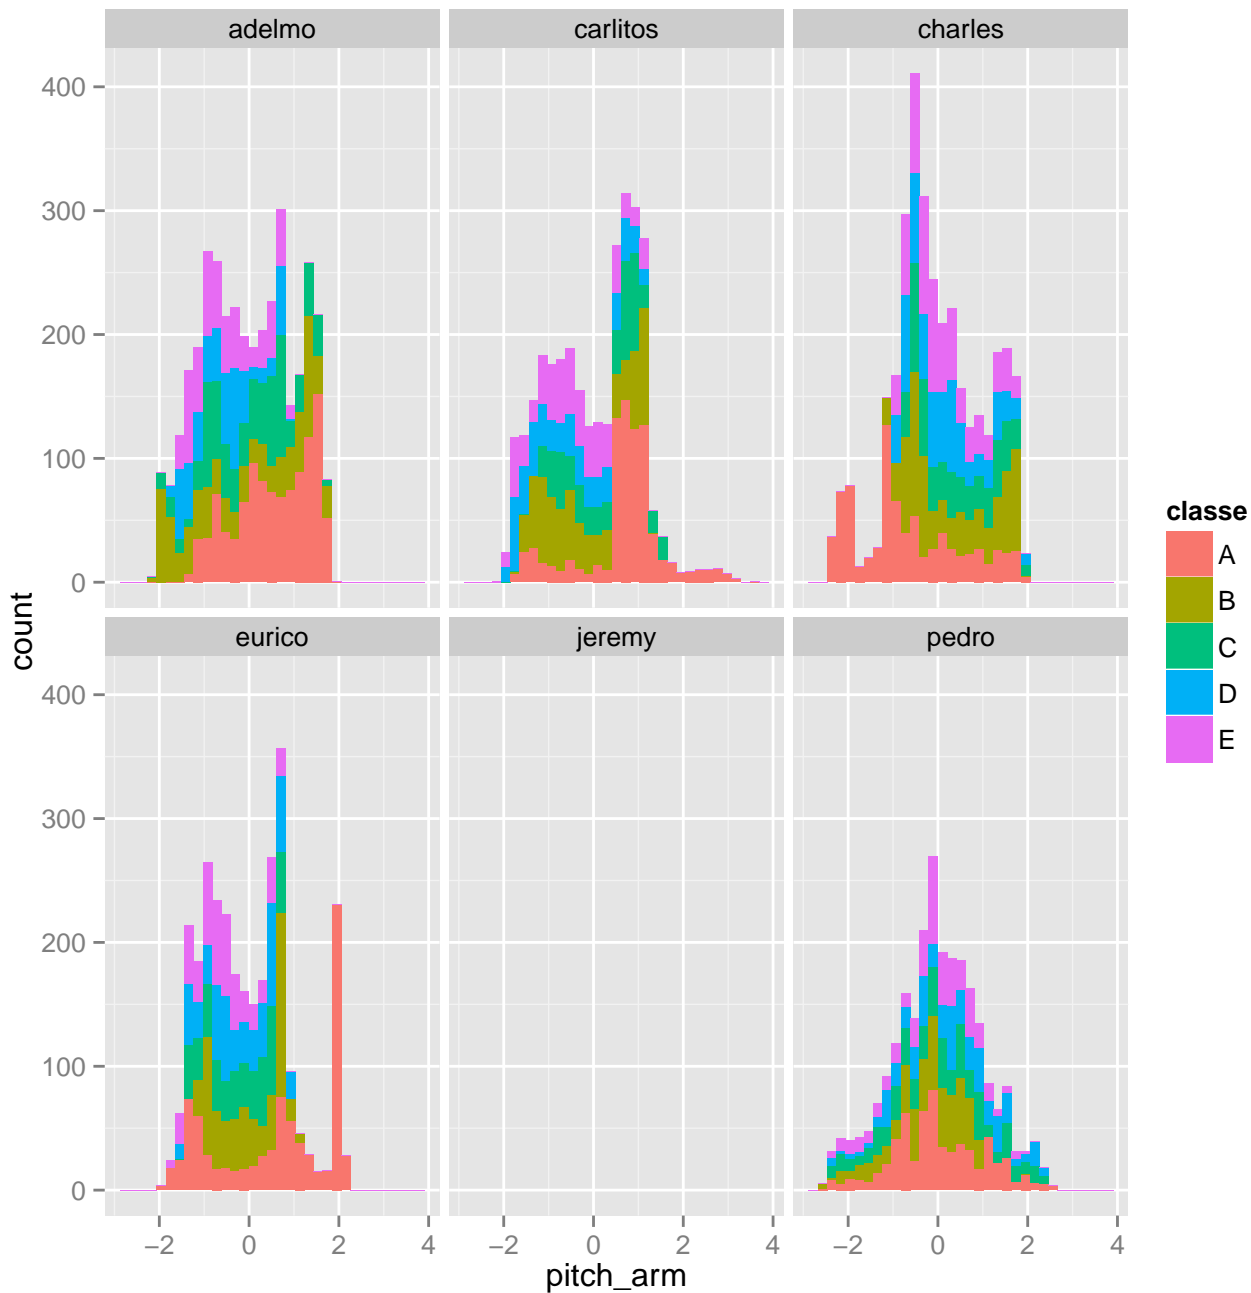 adelmo carlitos charles
400
300
200
100
0
eurico jeremy pedro
400
300
200
100
0
−2 0 2 4 −2 0 2 4 −2 0 2 4
pitch_arm
count
classe
A
B
C
D
E